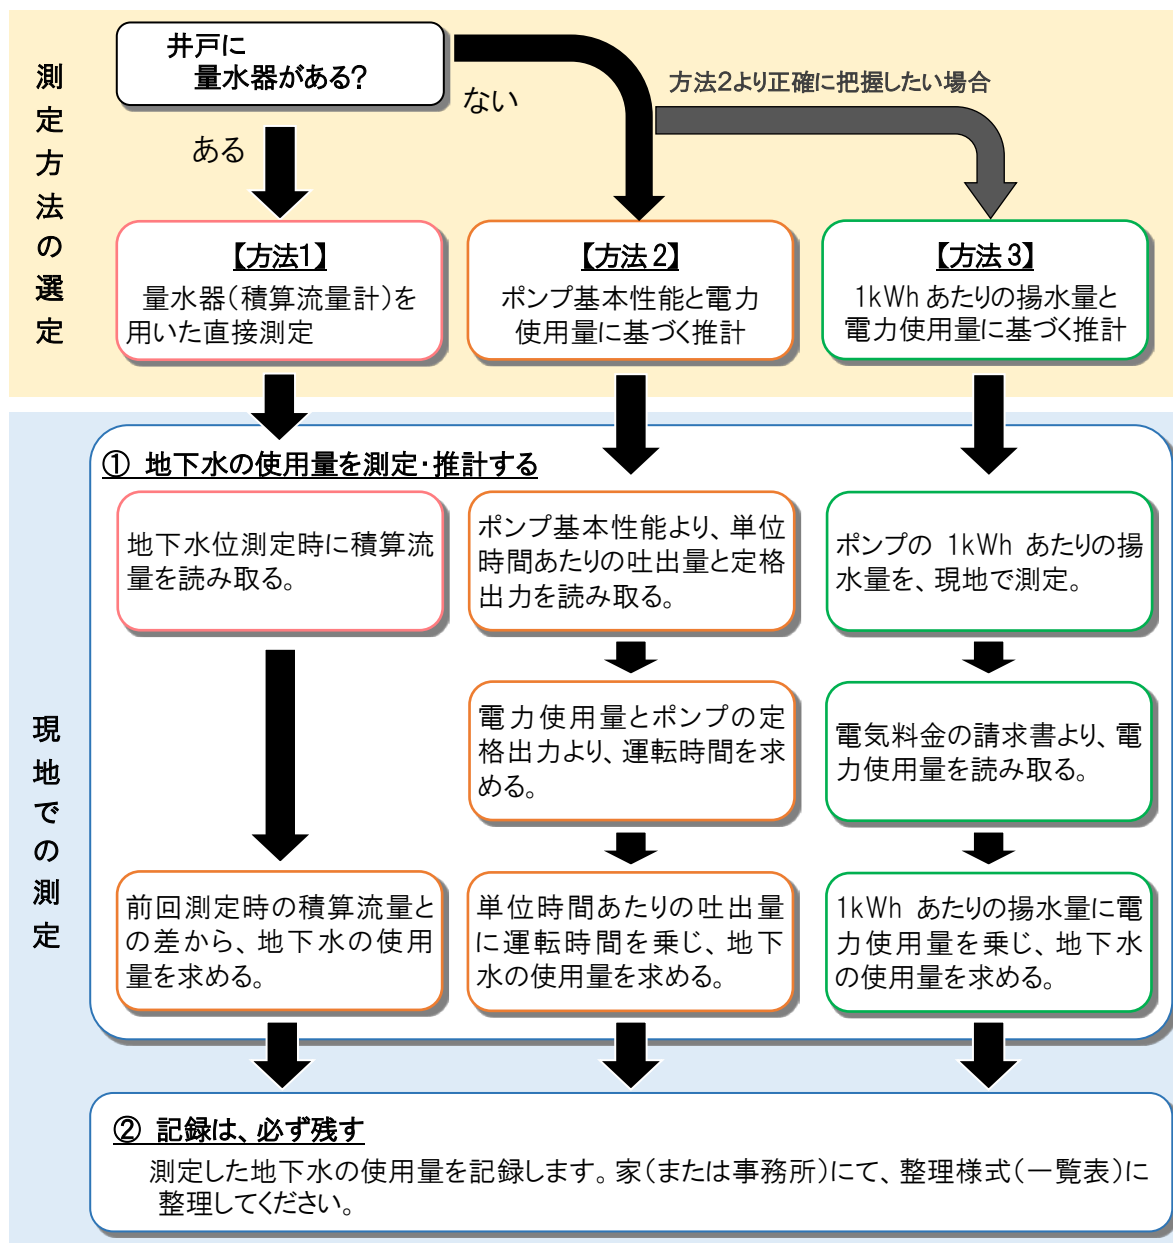 測定方法の選定
井戸に
量水器がある?
ある
ない
方法2より正確に把握したい場合
【方法1】
量水器(積算流量計)を
用いた直接測定
【方法2】
ポンプ基本性能と電力
使用量に基づく推計
【方法3】
1kWhあたりの揚水量と
電力使用量に基づく推計
現地での測定
① 地下水の使用量を測定・推計する
地下水位測定時に積算流
量を読み取る。
前回測定時の積算流量と
の差から、地下水の使用
量を求める。
ポンプ基本性能より、単位
時間あたりの吐出量と定格
出力を読み取る。
電力使用量とポンプの定
格出力より、運転時間を求
める。
単位時間あたりの吐出量
に運転時間を乗じ、地下
水の使用量を求める。
ポンプの 1kWh あたりの揚
水量を、現地で測定。
電気料金の請求書より、電
力使用量を読み取る。
1kWh あたりの揚水量に電
力使用量を乗じ、地下水
の使用量を求める。
② 記録は、必ず残す
測定した地下水の使用量を記録します。家(または事務所)にて、整理様式(一覧表)に
整理してください。